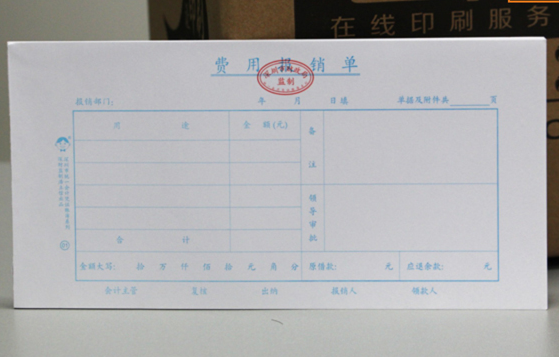 在线印刷服务
费用报销单
监制
报销部门： 年 月 日填 单据及附件共 页
用途 金额(元) 备注
领导审批
合计
金额大写： 拾 万 仟 佰 拾 元 角 分 原借款： 元 应退余款： 元
会计主管 复核 出纳 报销人 领款人